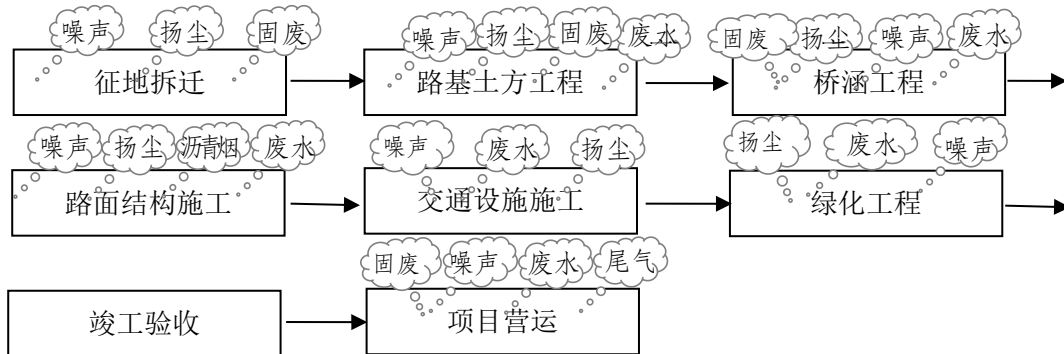 噪声 扬尘 固废 噪声 扬尘 固废 废水 固废 扬尘 噪声 废水
征地拆迁 路基土方工程 桥涵工程
噪声 扬尘 沥青烟 废水 噪声 废水 扬尘 扬尘 废水 噪声
路面结构施工 交通设施施工 绿化工程
固废 噪声 废水 尾气
竣工验收 项目营运